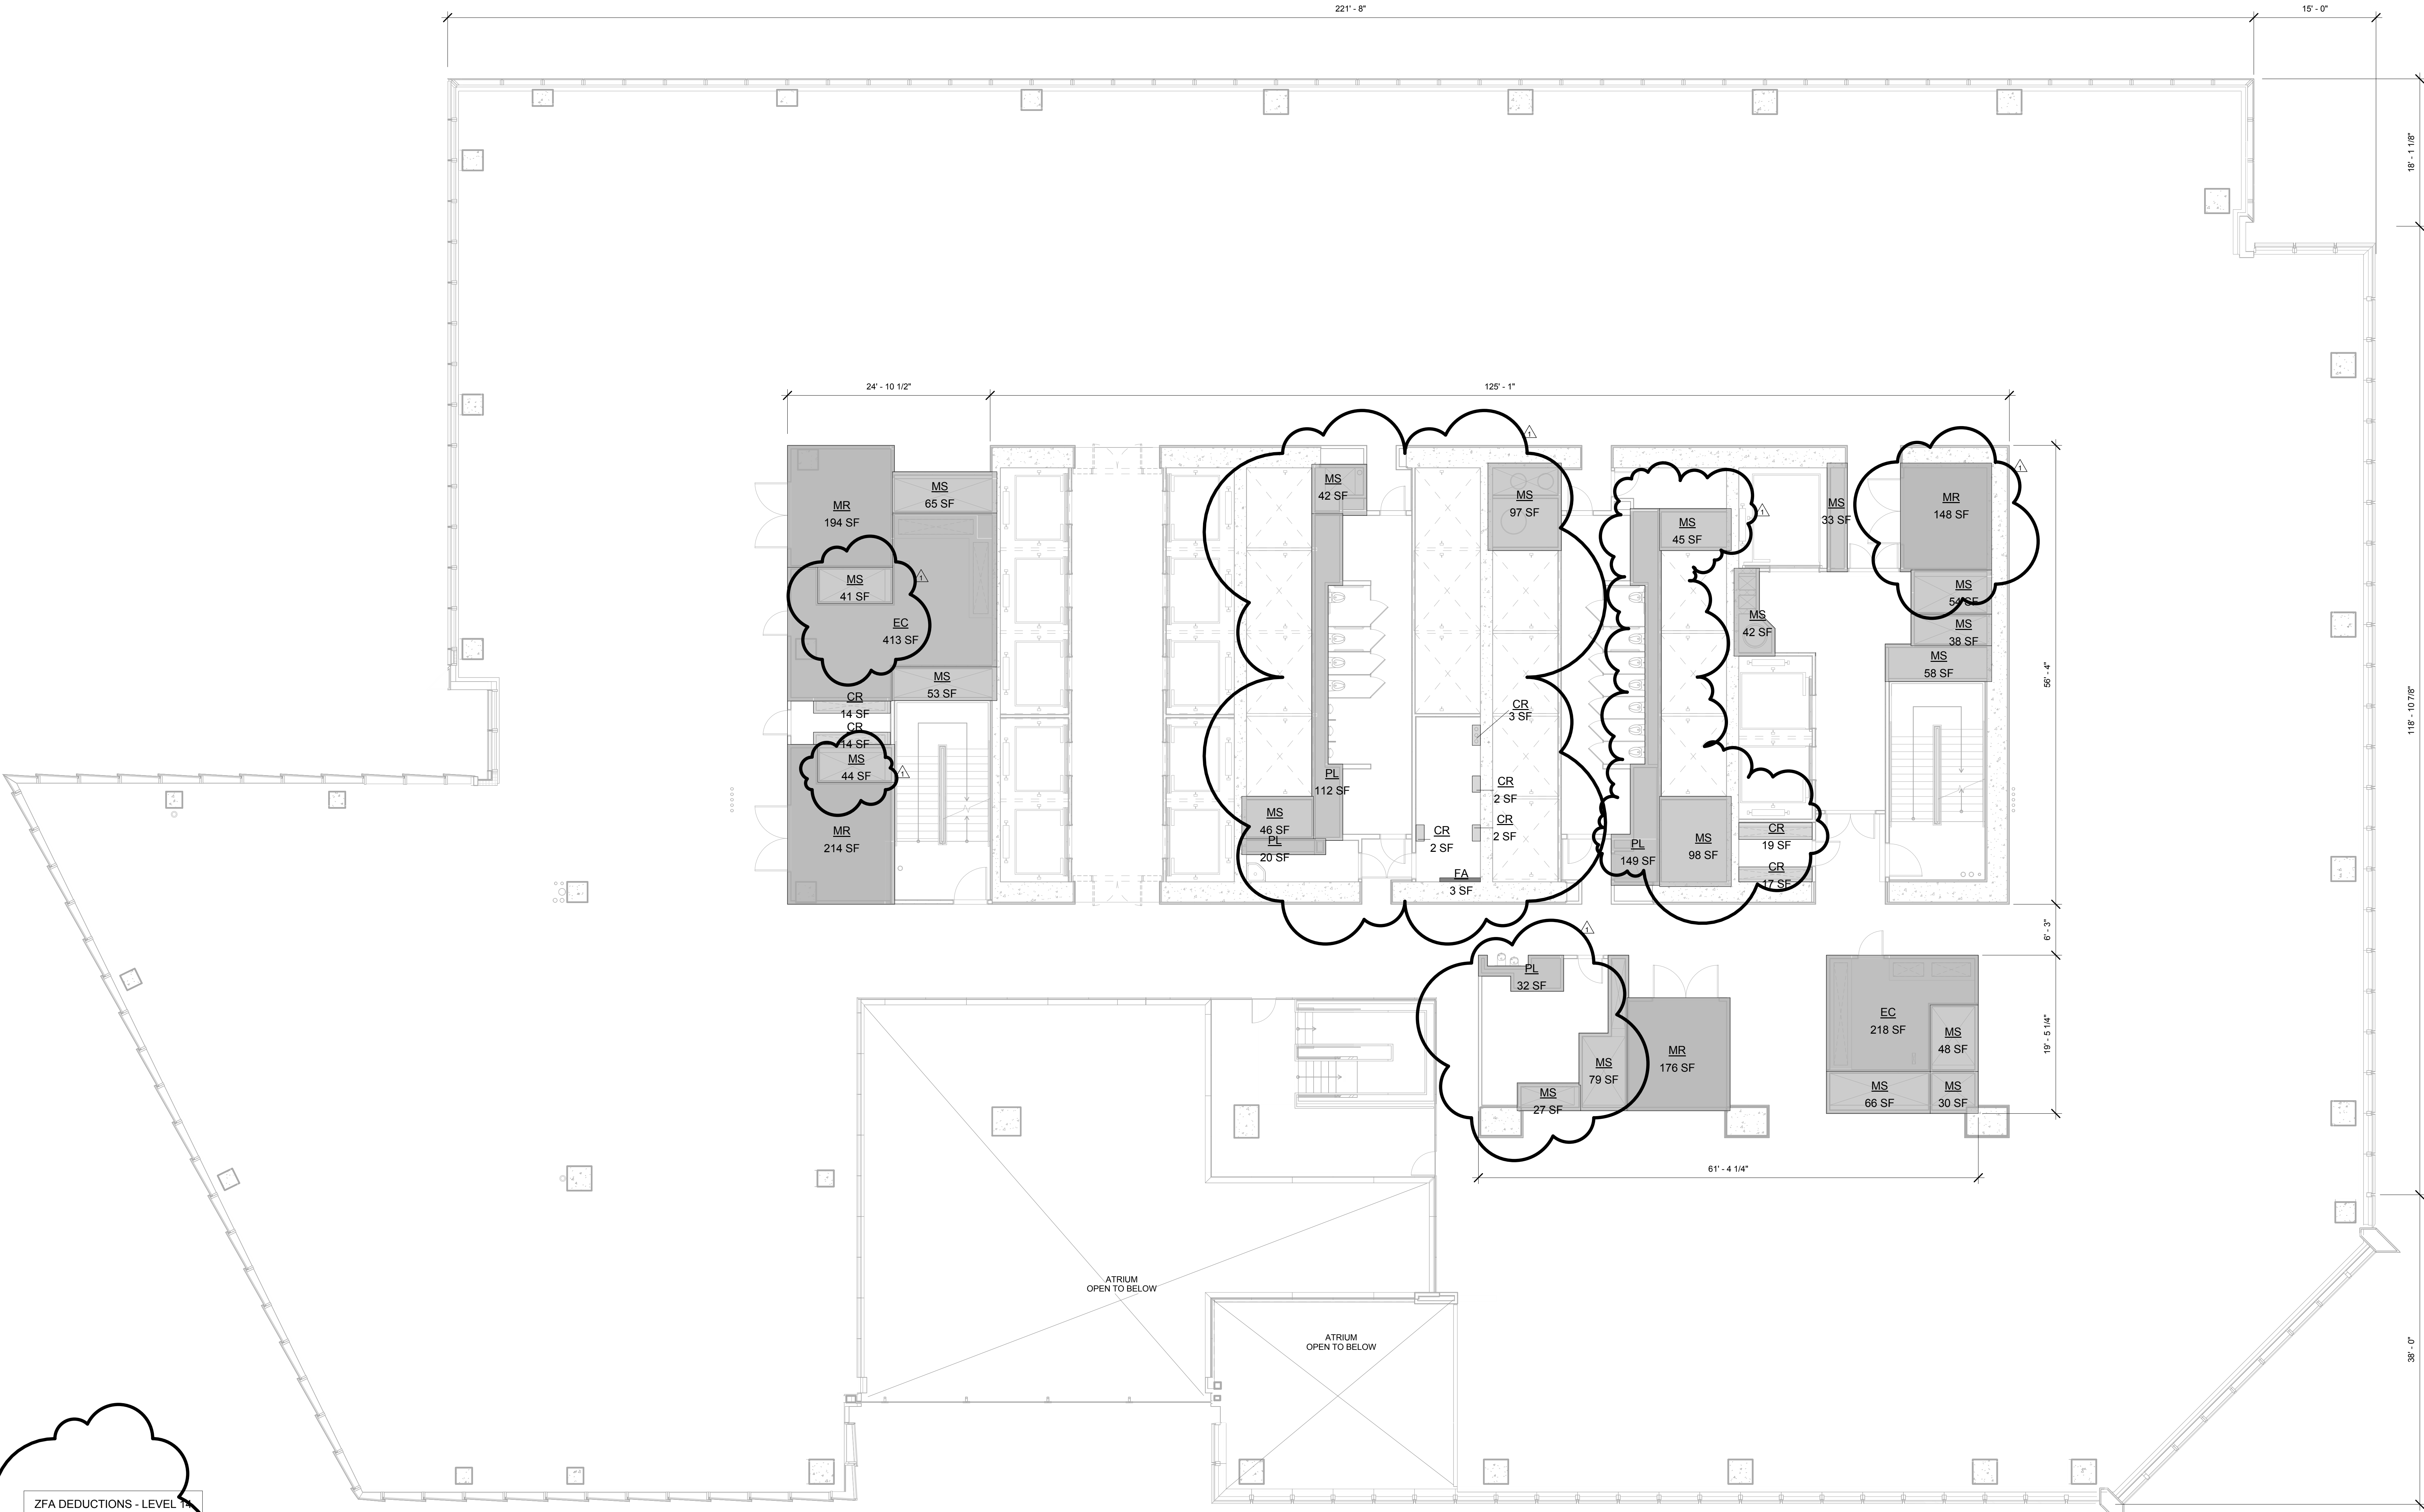 221' - 8"
15' - 0"
18' - 1 1/8"
24' - 10 1/2"
125' - 1"
MR
194 SF
MS
65 SF
MS
41 SF
EC
413 SF
MS
53 SF
CR
14 SF
CR
14 SF
MS
44 SF
MR
214 SF
MS
42 SF
MS
97 SF
1
MS
45 SF
1
MS
33 SF
MR
148 SF
1
MS
54 SF
MS
38 SF
MS
58 SF
MS
42 SF
1
1
CR
3 SF
CR
2 SF
CR
2 SF
CR
2 SF
PL
112 SF
MS
46 SF
PL
20 SF
FA
3 SF
PL
149 SF
MS
98 SF
CR
19 SF
CR
17 SF
56' - 4"
118' - 10 7/8"
6' - 3"
1
PL
32 SF
MS
79 SF
MS
27 SF
MR
176 SF
EC
218 SF
MS
48 SF
MS
66 SF
MS
30 SF
19' - 5 1/4"
61' - 4 1/4"
ATRIUM
OPEN TO BELOW
ATRIUM
OPEN TO BELOW
38' - 0"
ZFA DEDUCTIONS - LEVEL 14